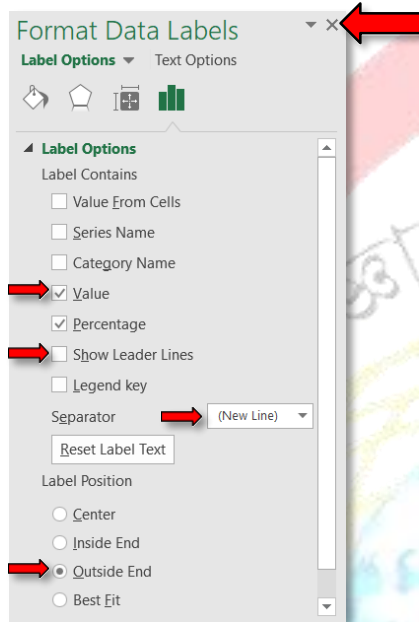 Format Data Labels
Label Options Text Options
Label Options
Label Contains
Value From Cells
Series Name
Category Name
Value
Percentage
Show Leader Lines
Legend key
Separator (New Line)
Reset Label Text
Label Position
Center
Inside End
Outside End
Best Fit